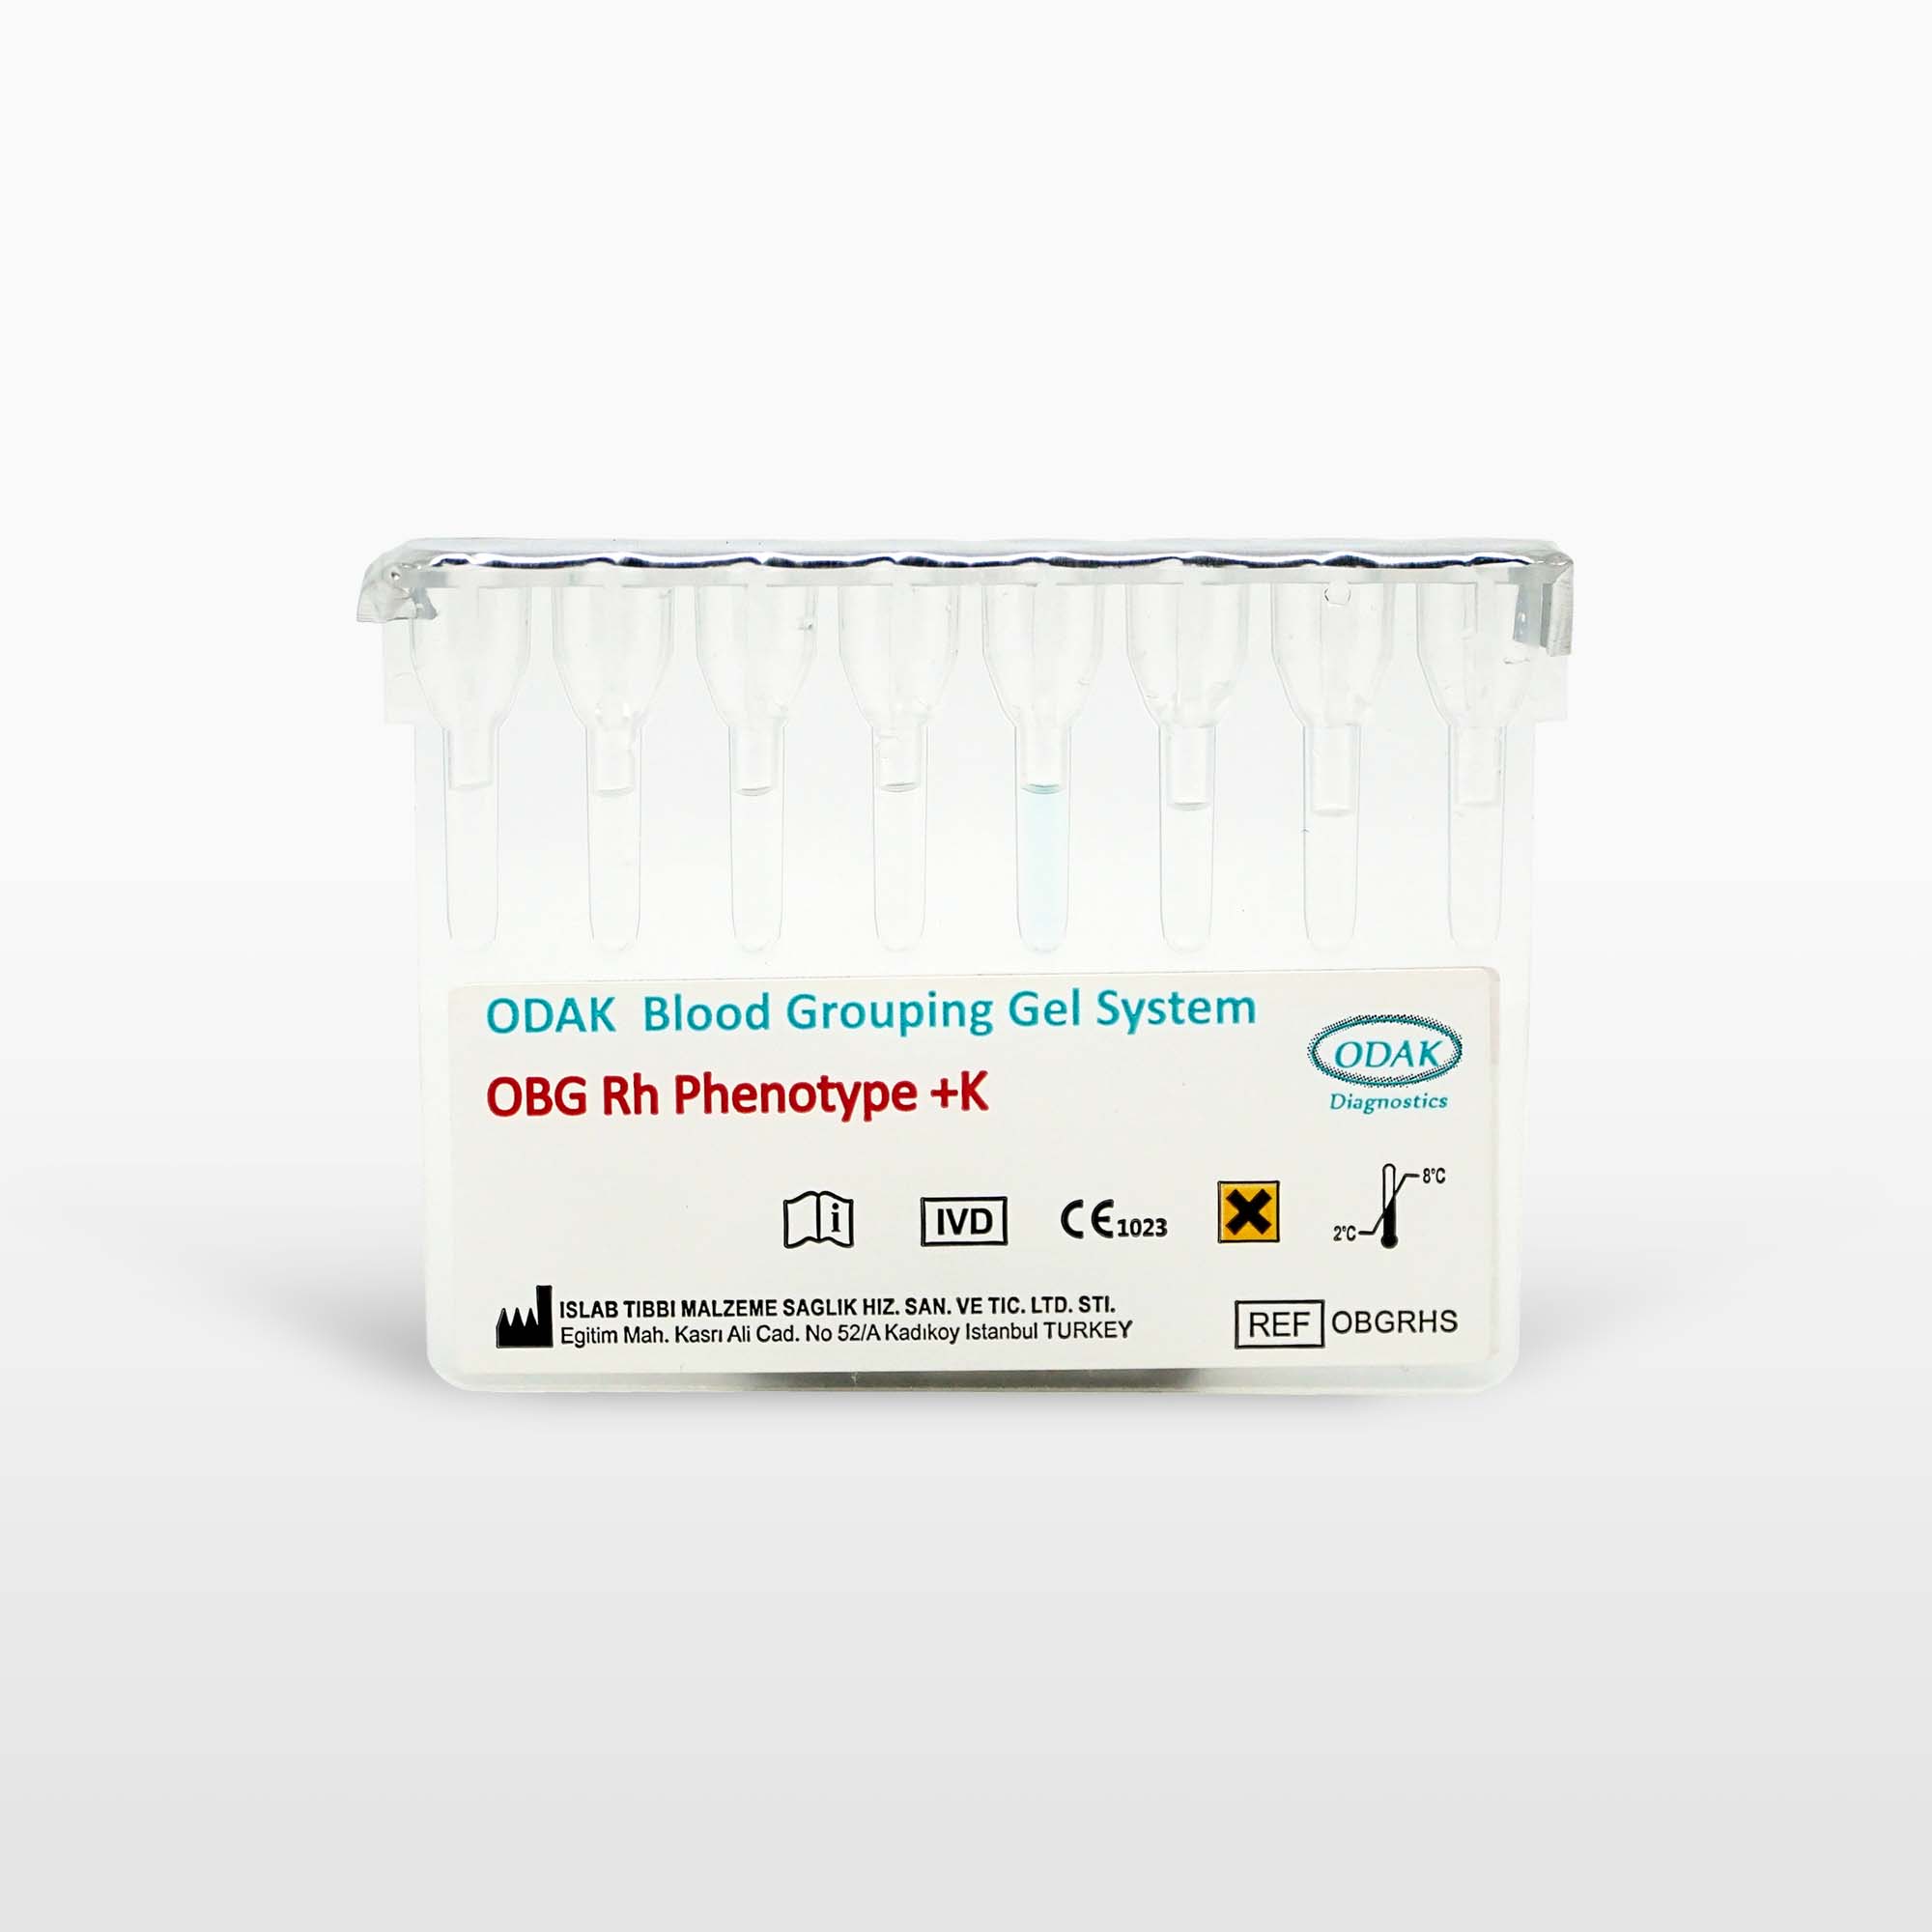 ODAK Blood Grouping Gel System
OBG Rh Phenotype +K
ODAK
Diagnostics
i
IVD
CE 1023
8°C
2°C
ISLAB TIBBI MALZEME SAGLIK HIZ. SAN. VE TIC. LTD. STI.
Egitim Mah. Kasrı Ali Cad. No 52/A Kadıkoy Istanbul TURKEY
REF OBGRHS